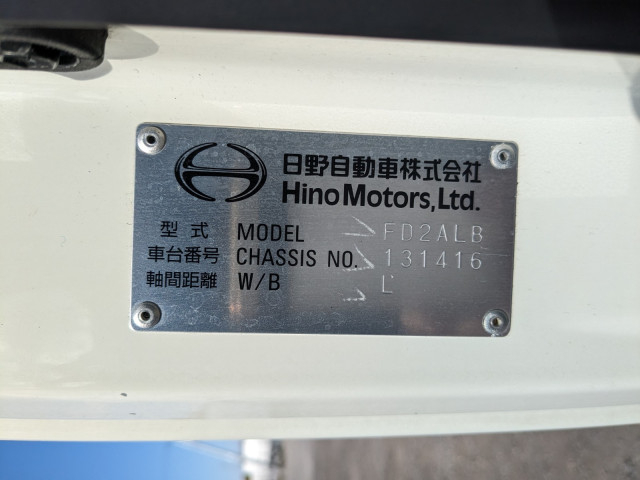 日野自動車株式会社
Hino Motors, Ltd.
型式 MODEL FD2ALB
車台番号 CHASSIS NO. 131416
軸間距離 W/B L